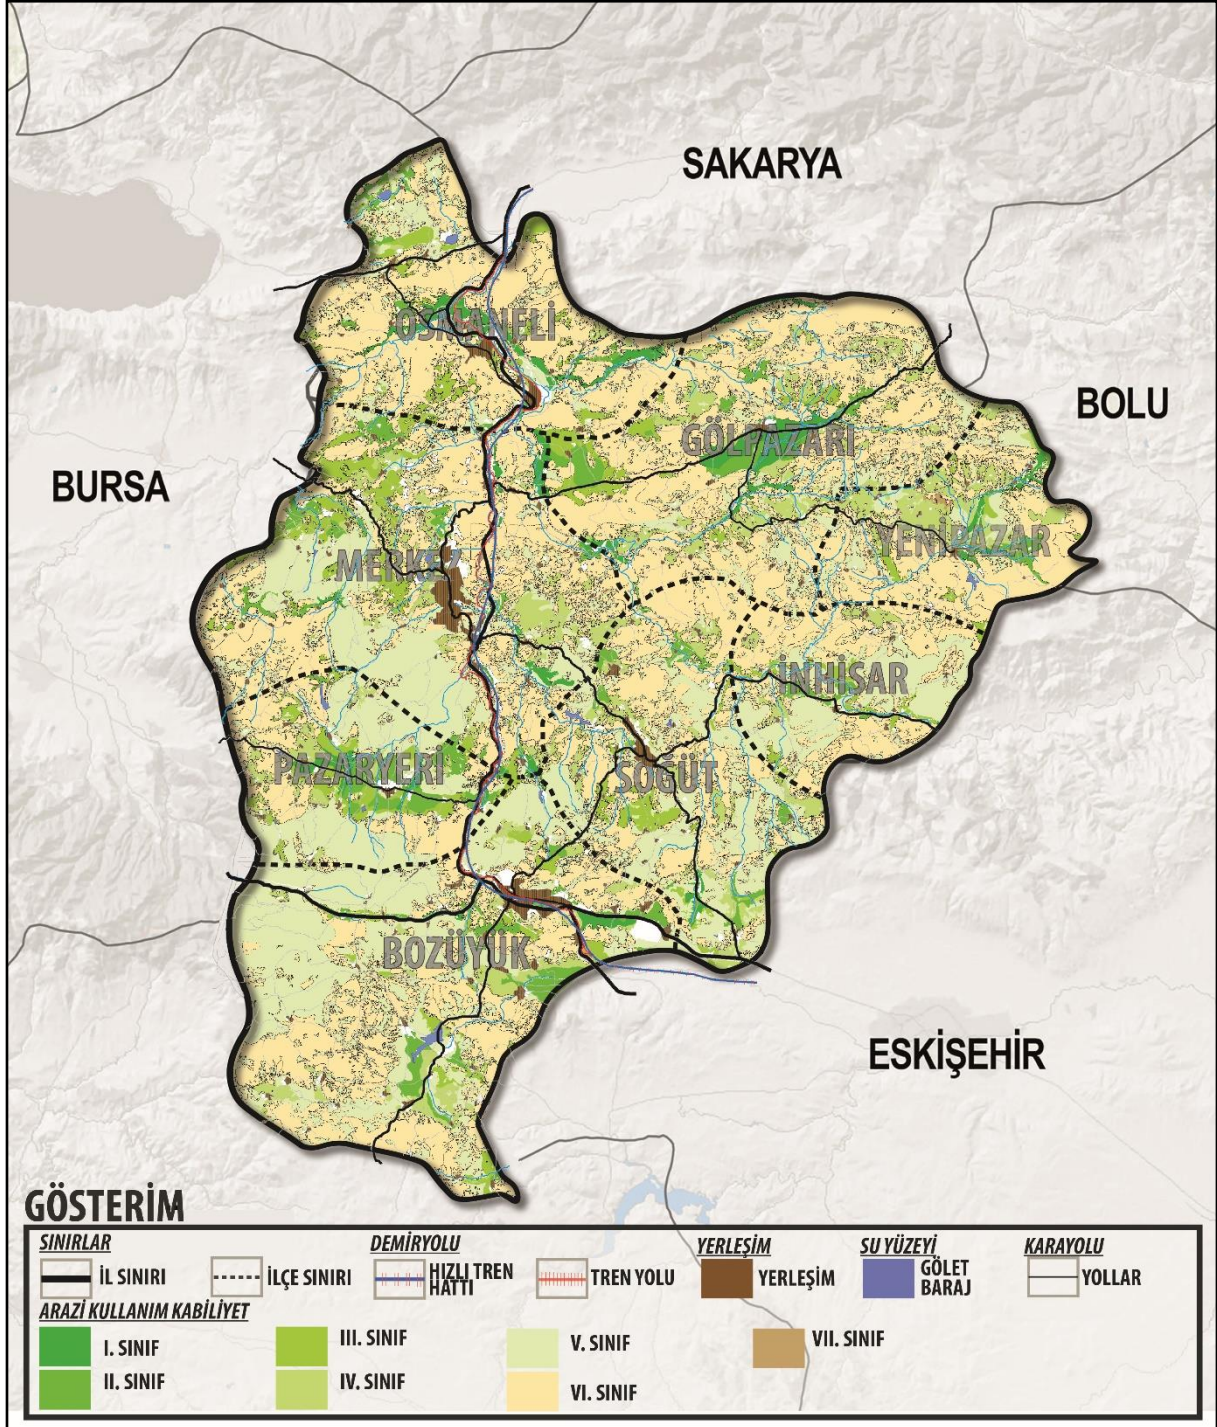 SAKARYA
OSMANELİ
BOLU
GÖLPAZARI
BURSA
YENİPAZAR
MERKEZ
İNHİSAR
PAZARYERİ
SÖĞÜT
BOZÜYÜK
ESKİŞEHİR
GÖSTERİM
SINIRLAR
İL SINIRI
İLÇE SINIRI
DEMİRYOLU
HIZLI TREN
HATTI
TREN YOLU
YERLEŞİM
YERLEŞİM
SU YÜZEYİ
GÖLET
BARAJ
KARAYOLU
YOLLAR
ARAZİ KULLANIM KABİLİYET
I. SINIF
II. SINIF
III. SINIF
IV. SINIF
V. SINIF
VI. SINIF
VII. SINIF